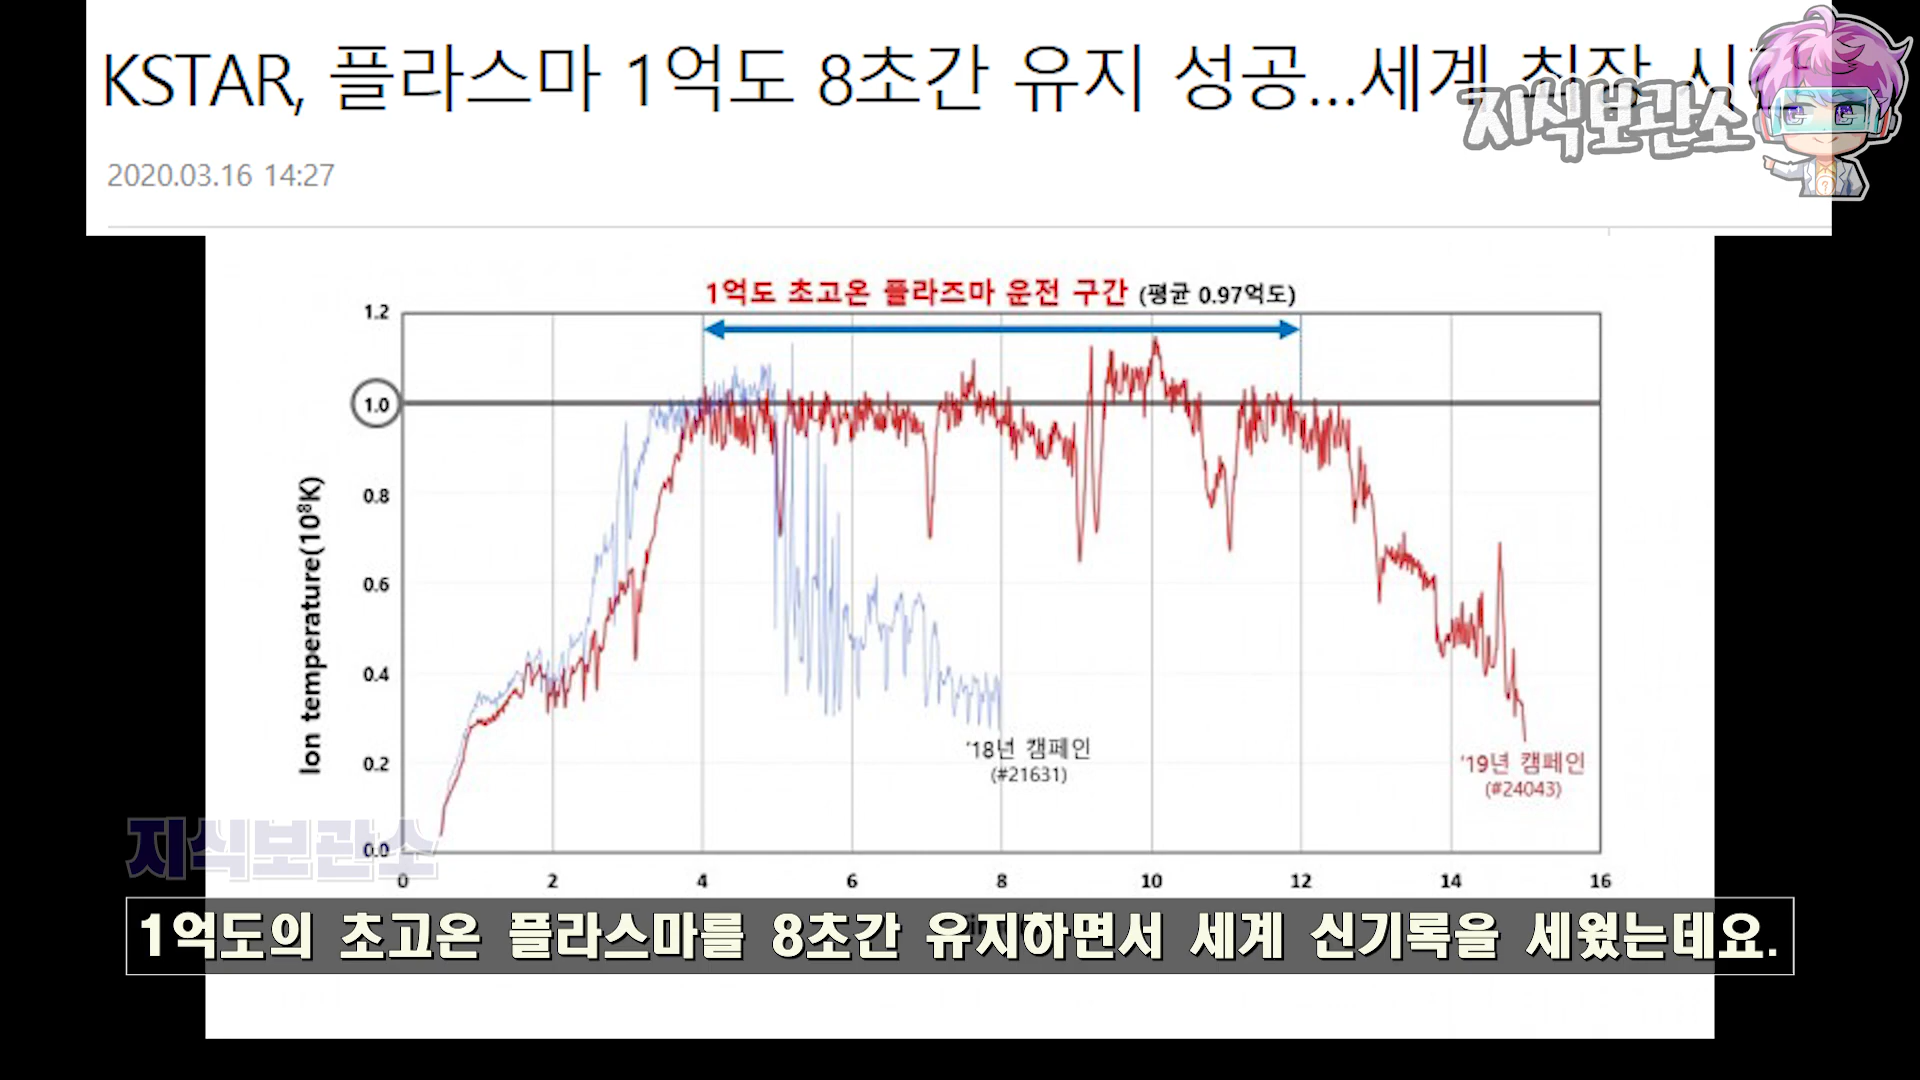 KSTAR, 플라스마 1억도 8초간 유지 성공...세계 최장
지식보관소
2020.03.16 14:27
1억도 초고온 플라즈마 운전 구간 (평균 0.97억도)
1.2
1.0
0.8
0.6
0.4
0.2
0.0
Ion temperature(10⁸K)
'18년 캠페인
(#21631)
'19년 캠페인
(#24043)
지식보관소
0 2 4 6 8 10 12 14 16
1억도의 초고온 플라스마를 8초간 유지하면서 세계 신기록을 세웠는데요.